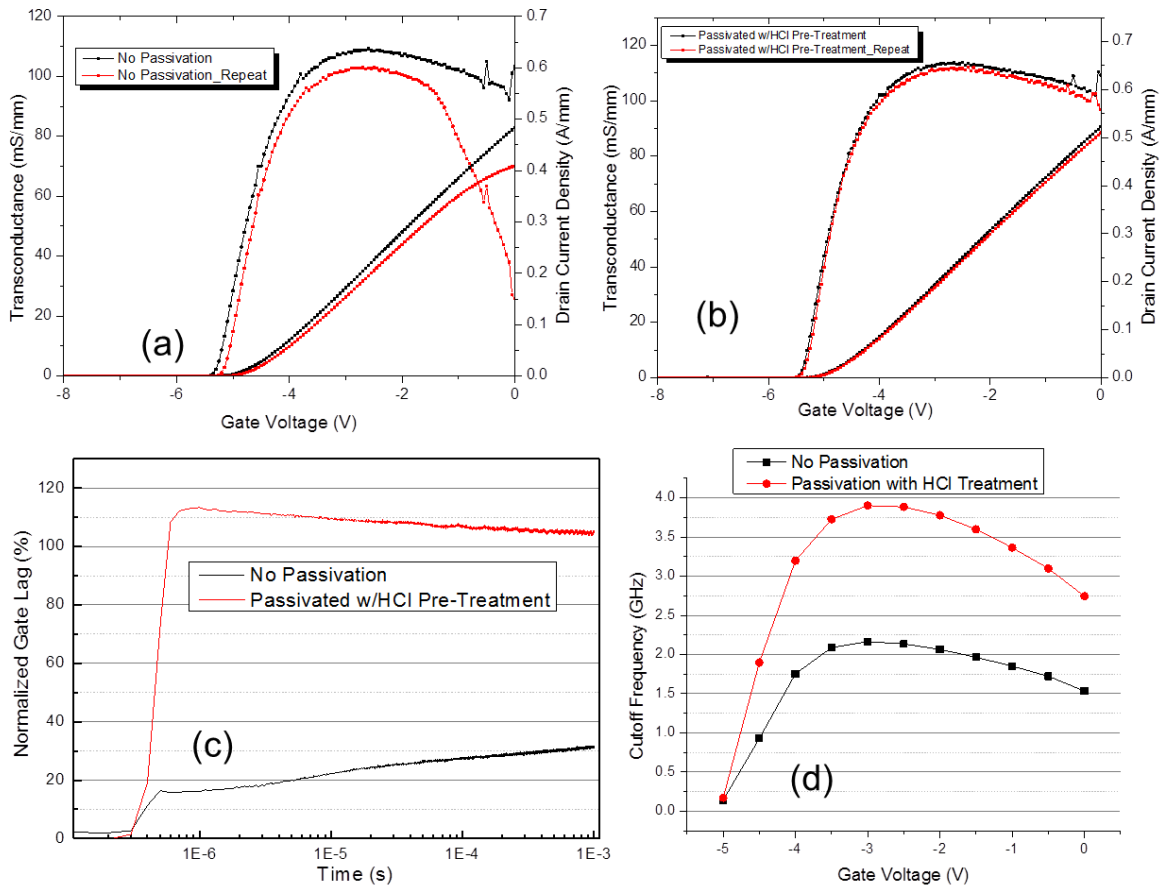 120
100
80
60
40
20
0
Transconductance (mS/mm)
No Passivation
No Passivation_Repeat
(a)
0.7
0.6
0.5
0.4
0.3
0.2
0.1
0.0
Drain Current Density (A/mm)
-8 -6 -4 -2 0
Gate Voltage (V)
120
100
80
60
40
20
0
Transconductance (mS/mm)
Passivated w/HCl Pre-Treatment
Passivated w/HCl Pre-Treatment_Repeat
(b)
0.7
0.6
0.5
0.4
0.3
0.2
0.1
0.0
Drain Current Density (A/mm)
-8 -7 -6 -5 -4 -3 -2 -1 0
Gate Voltage (V)
120
100
80
60
40
20
0
Normalized Gate Lag (%)
No Passivation
Passivated w/HCl Pre-Treatment
(c)
1E-6 1E-5 1E-4 1E-3
Time (s)
No Passivation
Passivation with HCl Treatment
4.0
3.5
3.0
2.5
2.0
1.5
1.0
0.5
0.0
Cutoff Frequency (GHz)
(d)
-5 -4 -3 -2 -1 0
Gate Voltage (V)